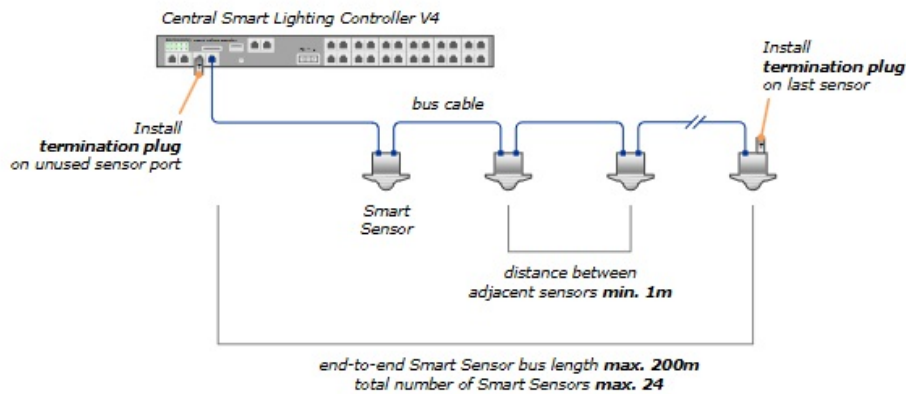 Central Smart Lighting Controller V4
Install
termination plug
on last sensor
bus cable
Install
termination plug
on unused sensor port
Smart
Sensor
distance between
adjacent sensors min. 1m
end-to-end Smart Sensor bus length max. 200m
total number of Smart Sensors max. 24